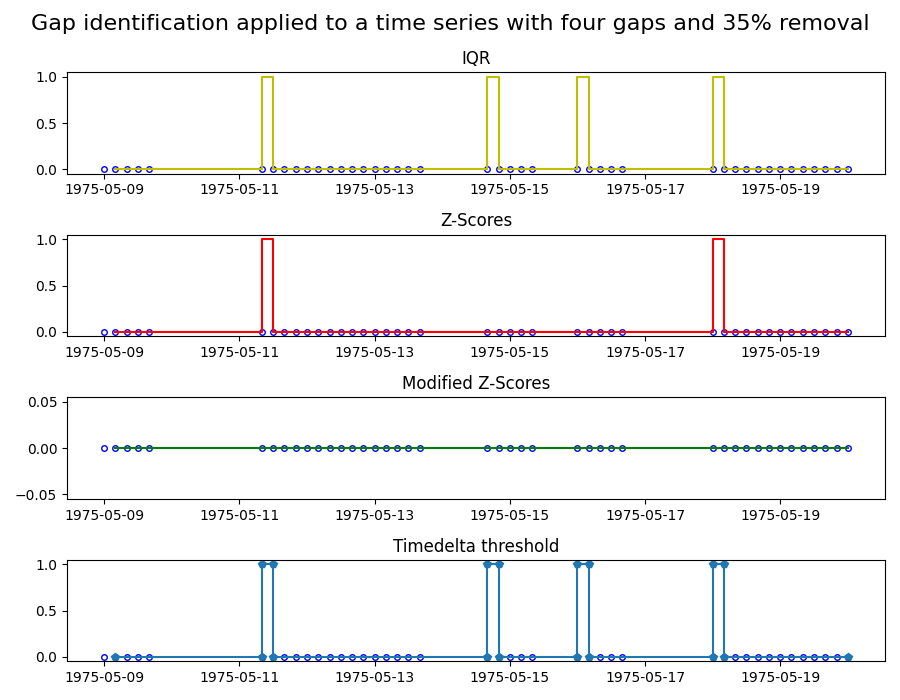 Gap identification applied to a time series with four gaps and 35% removal
IQR
1.0
0.5
0.0
1975-05-09 1975-05-11 1975-05-13 1975-05-15 1975-05-17 1975-05-19
Z-Scores
1.0
0.5
0.0
1975-05-09 1975-05-11 1975-05-13 1975-05-15 1975-05-17 1975-05-19
Modified Z-Scores
0.05
0.00
−0.05
1975-05-09 1975-05-11 1975-05-13 1975-05-15 1975-05-17 1975-05-19
Timedelta threshold
1.0
0.5
0.0
1975-05-09 1975-05-11 1975-05-13 1975-05-15 1975-05-17 1975-05-19